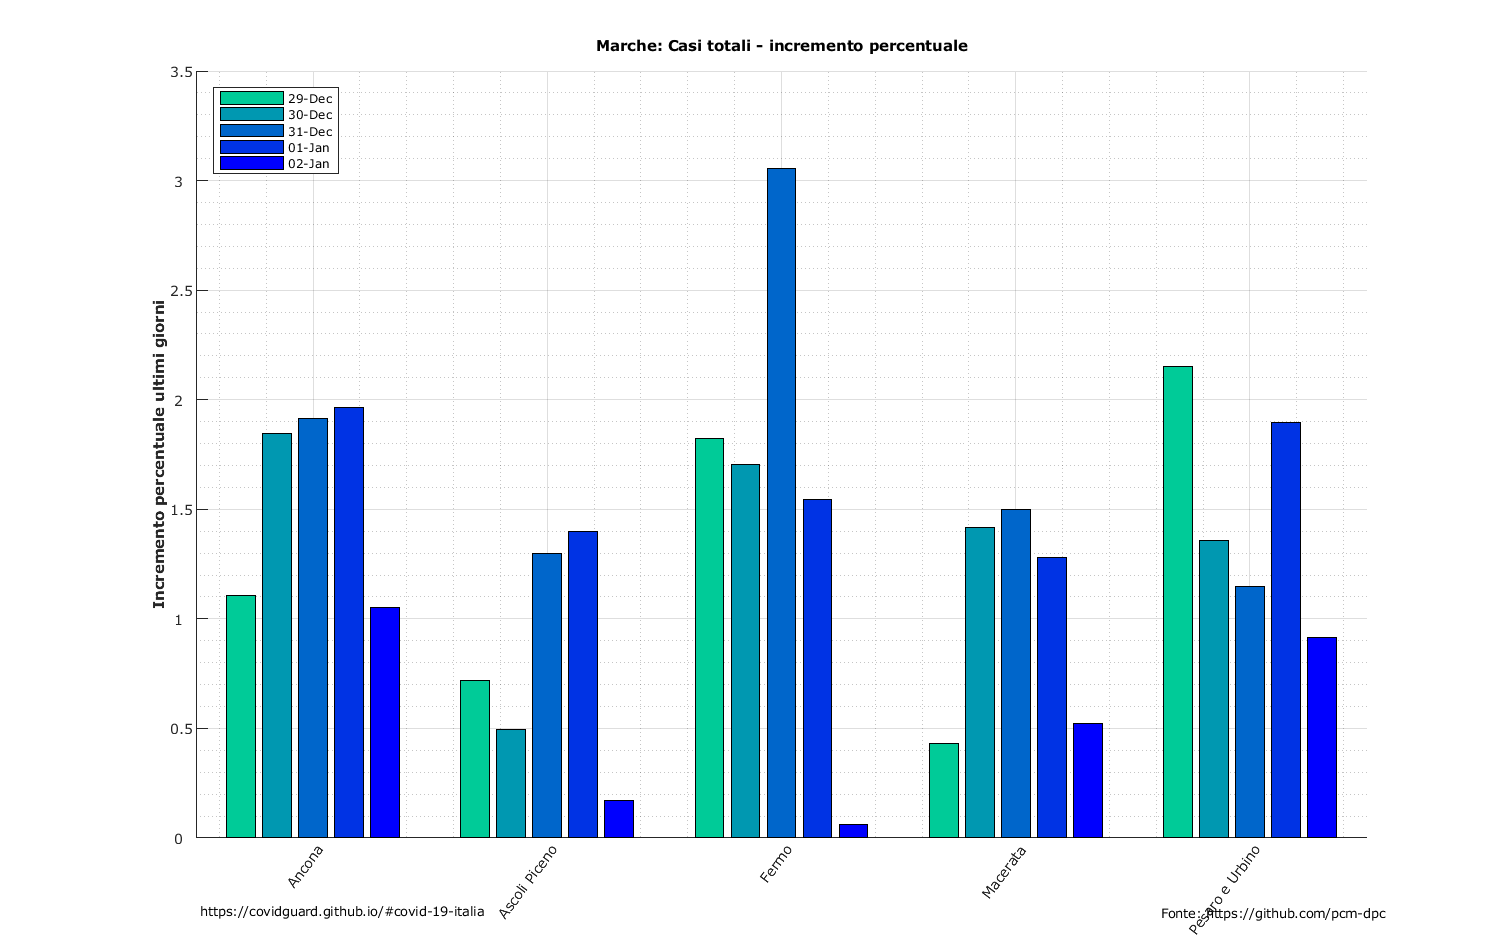 Marche: Casi totali - incremento percentuale
3.5
3
2.5
2
1.5
1
0.5
0
Incremento percentuale ultimi giorni
29-Dec
30-Dec
31-Dec
01-Jan
02-Jan
Ancona
Ascoli Piceno
Fermo
Macerata
Pesaro e Urbino
https://covidguard.github.io/#covid-19-italia
Fonte: https://github.com/pcm-dpc